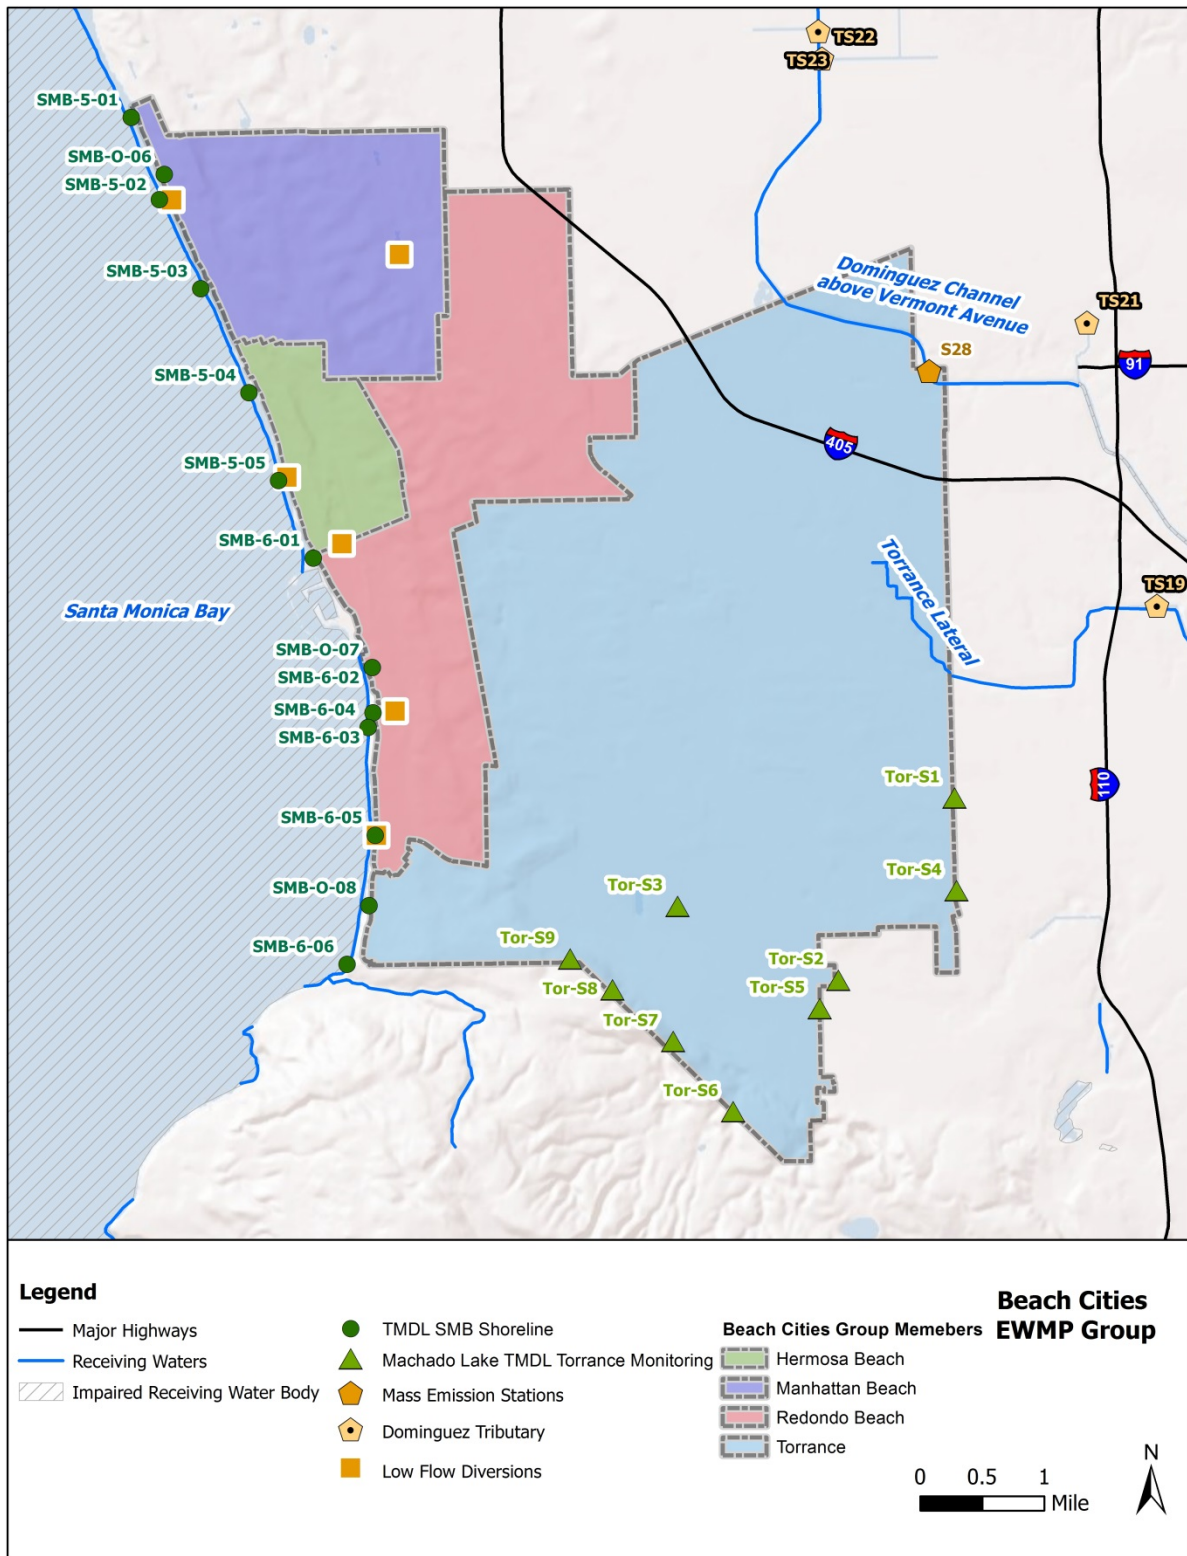 TS22
TS23
SMB-5-01
SMB-O-06
SMB-5-02
SMB-5-03
Dominguez Channel
above Vermont Avenue
TS21
S28
91
SMB-5-04
405
SMB-5-05
SMB-6-01
Torrance Lateral
TS19
Santa Monica Bay
SMB-O-07
SMB-6-02
SMB-6-04
SMB-6-03
Tor-S1
110
SMB-6-05
Tor-S4
Tor-S3
SMB-O-08
Tor-S9
SMB-6-06
Tor-S2
Tor-S8
Tor-S5
Tor-S7
Tor-S6
Legend
Major Highways
Receiving Waters
Impaired Receiving Water Body
TMDL SMB Shoreline
Machado Lake TMDL Torrance Monitoring
Mass Emission Stations
Dominguez Tributary
Low Flow Diversions
Beach Cities Group Memebers
Hermosa Beach
Manhattan Beach
Redondo Beach
Torrance
Beach Cities
EWMP Group
N
0 0.5 1
Mile